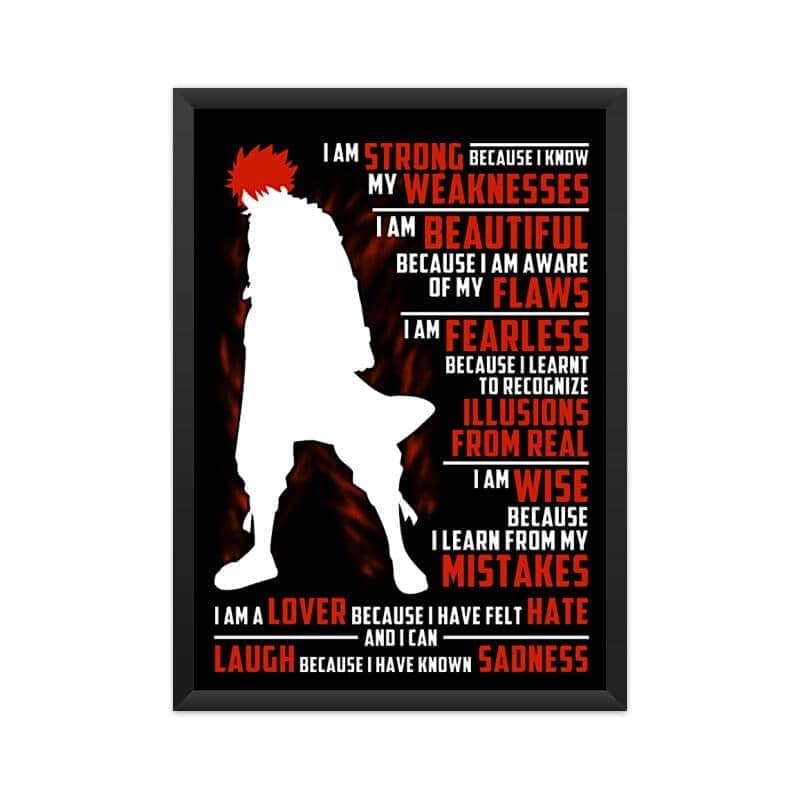 I AM STRONG BECAUSE I KNOW
MY WEAKNESSES
I AM BEAUTIFUL
BECAUSE I AM AWARE
OF MY FLAWS
I AM FEARLESS
BECAUSE I LEARNT
TO RECOGNIZE
ILLUSIONS
FROM REAL
I AM WISE
BECAUSE
I LEARN FROM MY
MISTAKES
I AM A LOVER BECAUSE I HAVE FELT HATE
AND I CAN
LAUGH BECAUSE I HAVE KNOWN SADNESS